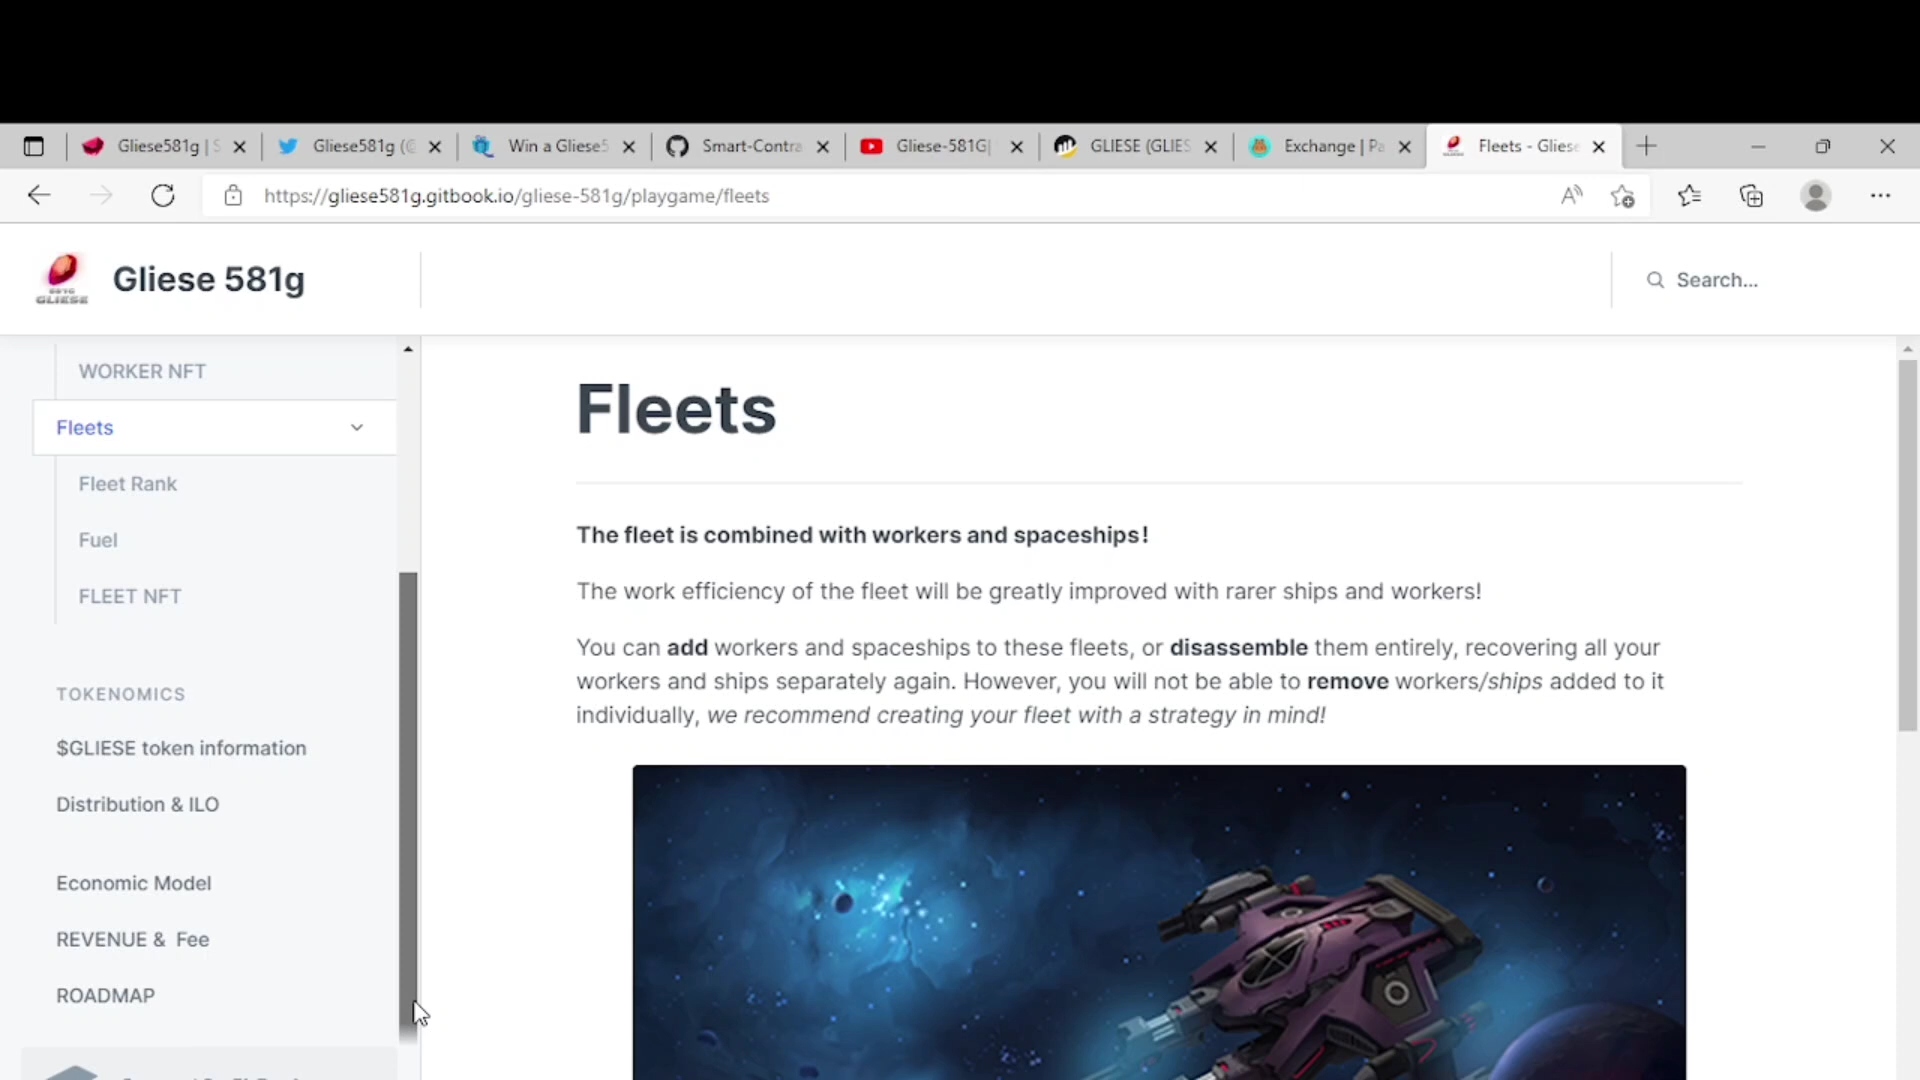 Gliese581g | S
Gliese581g (@
Win a Gliese5
Smart-Contra
Gliese-581G|
GLIESE (GLIES
Exchange | Pa
Fleets - Gliese
https://gliese581g.gitbook.io/gliese-581g/playgame/fleets
GLIESE
Gliese 581g
Search...
WORKER NFT
Fleets
Fleet Rank
Fuel
FLEET NFT
TOKENOMICS
$GLIESE token information
Distribution & ILO
Economic Model
REVENUE & Fee
ROADMAP
Fleets
The fleet is combined with workers and spaceships!
The work efficiency of the fleet will be greatly improved with rarer ships and workers!
You can add workers and spaceships to these fleets, or disassemble them entirely, recovering all your
workers and ships separately again. However, you will not be able to remove workers/ships added to it
individually, we recommend creating your fleet with a strategy in mind!